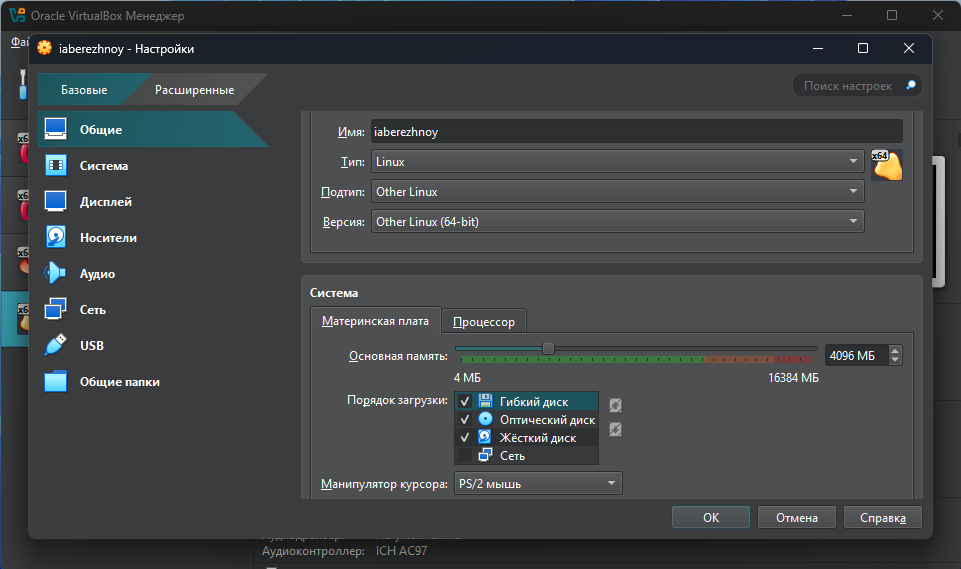 Oracle VirtualBox Менеджер
iaberezhnoy - Настройки
Базовые
Расширенные
Поиск настроек
Общие
Система
Дисплей
Носители
Аудио
Сеть
USB
Общие папки
Имя: iaberezhnoy
Тип: Linux
x64
Подтип: Other Linux
Версия: Other Linux (64-bit)
Система
Материнская плата
Процессор
Основная память: 4096 МБ
4 МБ 16384 МБ
Порядок загрузки: Гибкий диск
Оптический диск
Жёсткий диск
Сеть
Манипулятор курсора: PS/2 мышь
OK
Отмена
Справка
Аудиоконтроллер: ICH AC97